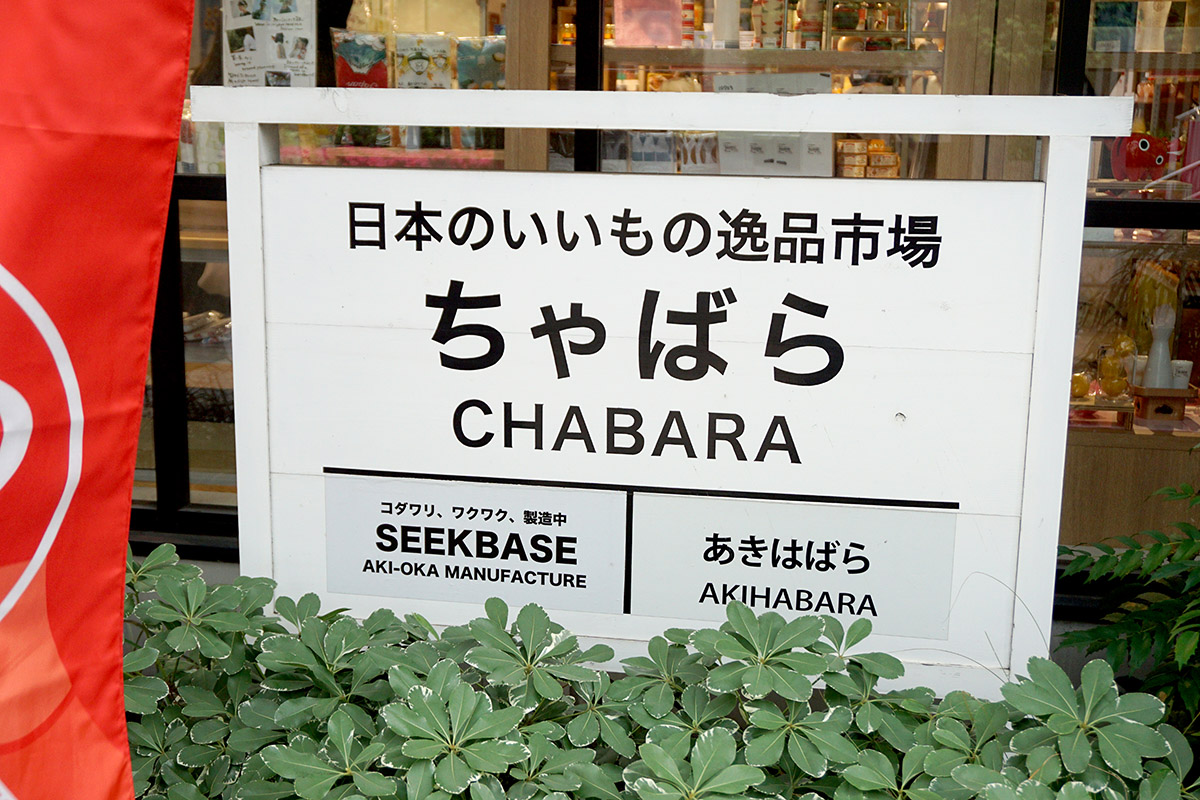 日本のいいもの逸品市場
ちゃばら
CHABARA
コダワリ、ワクワク、製造中
SEEKBASE
AKI-OKA MANUFACTURE
あきはばら
AKIHABARA